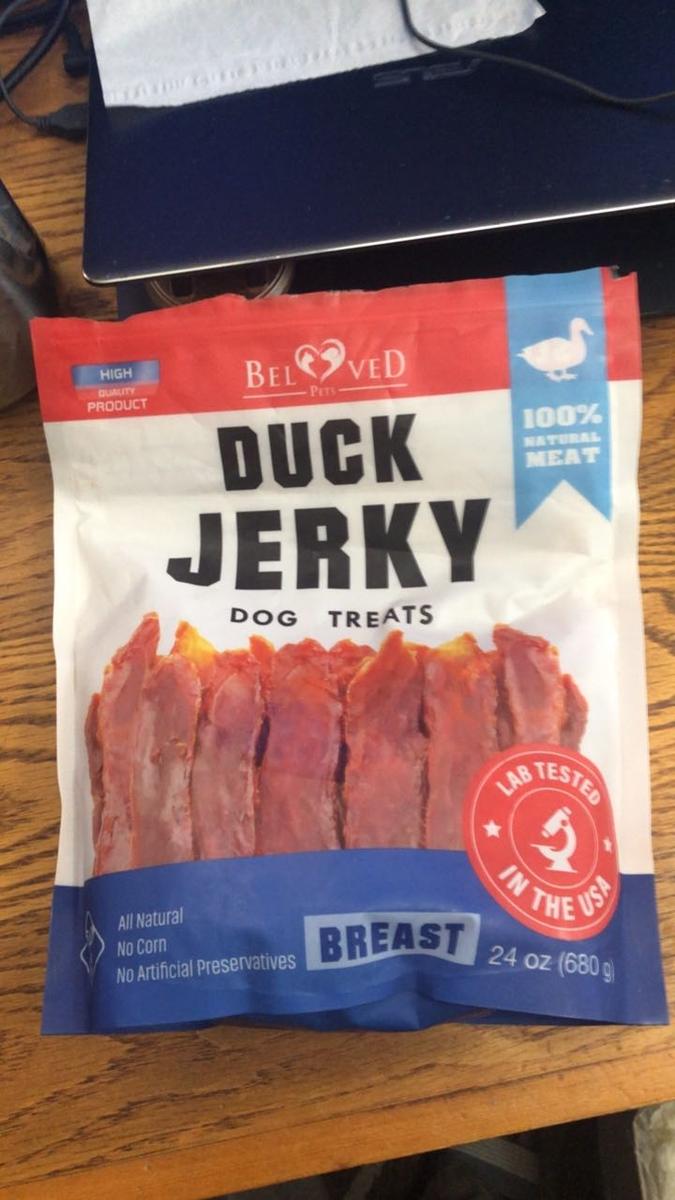 HIGH
QUALITY
PRODUCT
BELOVED
PETS
100%
NATURAL
MEAT
DUCK
JERKY
DOG TREATS
LAB TESTED
IN THE USA
All Natural
No Corn
No Artificial Preservatives
BREAST
24 oz (680 g)